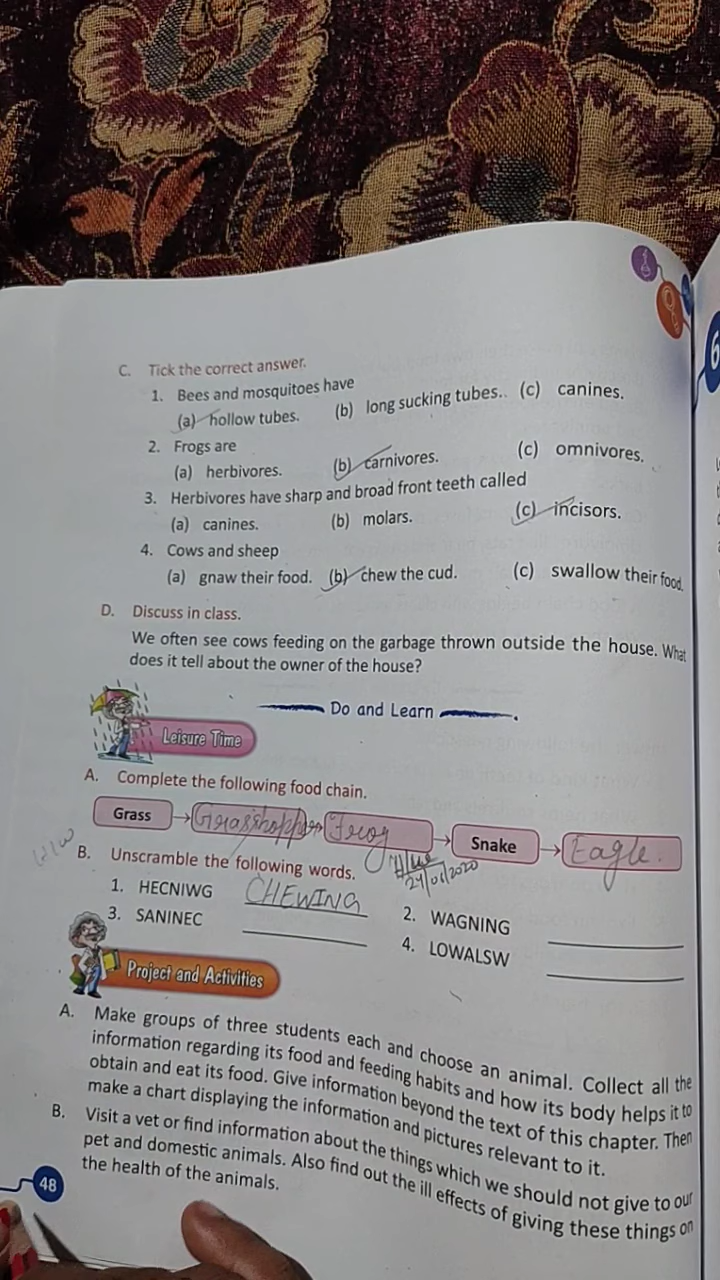 C. Tick the correct answer.
1. Bees and mosquitoes have
(a) hollow tubes. (b) long sucking tubes.. (c) canines.
2. Frogs are
(a) herbivores. (b) carnivores. (c) omnivores.
3. Herbivores have sharp and broad front teeth called
(a) canines. (b) molars. (c) incisors.
4. Cows and sheep
(a) gnaw their food. (b) chew the cud. (c) swallow their food.
D. Discuss in class.
We often see cows feeding on the garbage thrown outside the house. What
does it tell about the owner of the house?
Do and Learn
Leisure Time
A. Complete the following food chain.
Grass → Grasshopper → Frog → Snake → Eagle.
H/W
24/01/2020
B. Unscramble the following words.
1. HECNIWG CHEWING 2. WAGNING
3. SANINEC 4. LOWALSW
Project and Activities
A. Make groups of three students each and choose an animal. Collect all the
information regarding its food and feeding habits and how its body helps it to
obtain and eat its food. Give information beyond the text of this chapter. Then
make a chart displaying the information and pictures relevant to it.
B. Visit a vet or find information about the things which we should not give to our
pet and domestic animals. Also find out the ill effects of giving these things on
the health of the animals.
48
6